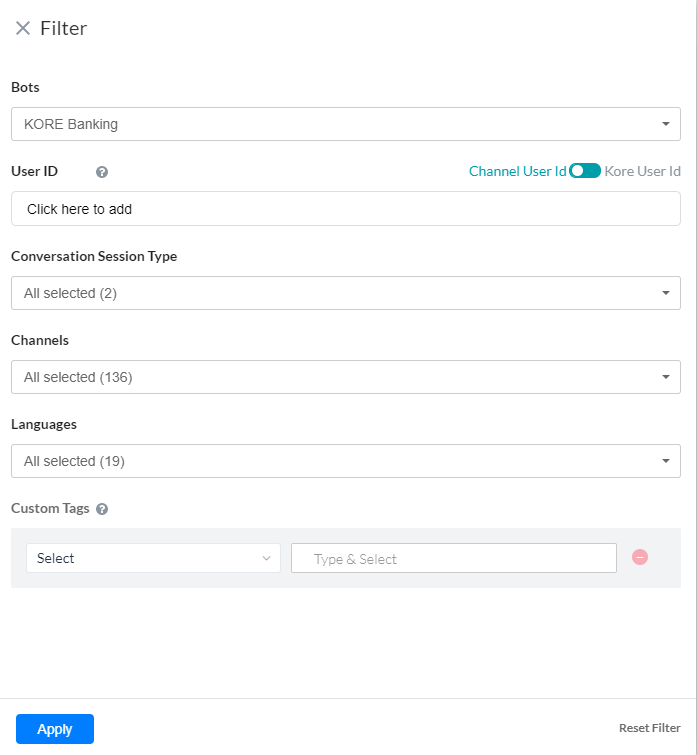 Filter
Bots
KORE Banking
User ID ? Channel User Id Kore User Id
Click here to add
Conversation Session Type
All selected (2)
Channels
All selected (136)
Languages
All selected (19)
Custom Tags ?
Select Type & Select
Apply Reset Filter